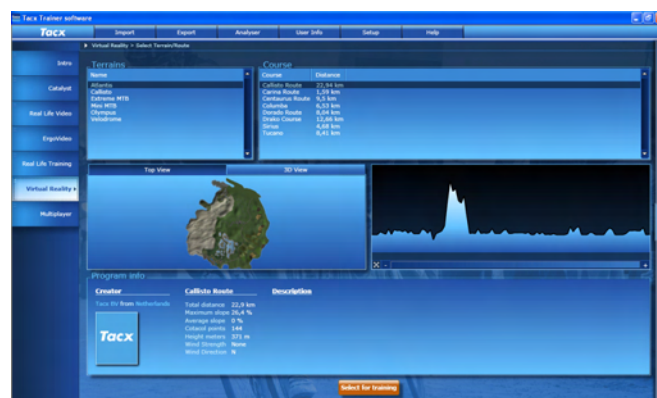 Tacx Trainer software
Tacx
Import
Export
Analyser
User Info
Setup
Help
Virtual Reality > Select Terrain/Route
Intro
Catalyst
Real Life Video
ErgoVideo
Real Life Training
Virtual Reality
Multiplayer
Terrains
Name
Atlantis
Callisto
Extreme MTB
Mini MTB
Olympus
Velodrome
Course
Course Distance
Callisto Route 22,94 km
Carina Route 1,59 km
Centaurus Route 9,5 km
Columba 6,53 km
Dorado Route 8,04 km
Drako Course 12,66 km
Sirius 4,68 km
Tucano 8,41 km
Top View
3D View
Program info
Creator
Tacx BV from Netherlands
Tacx
Callisto Route
Total distance 22,9 km
Maximum slope 26,4 %
Average slope 0 %
Cotacol points 144
Height meters 371 m
Wind Strength None
Wind Direction N
Description
Select for training